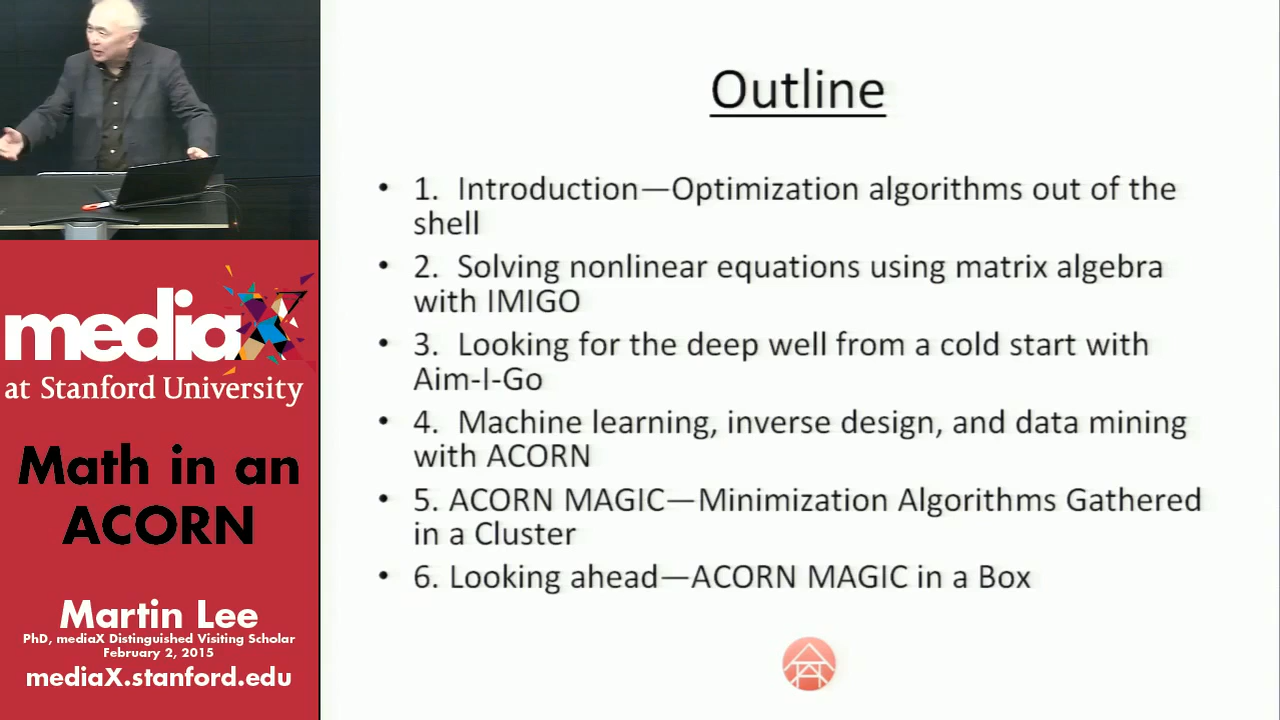 mediaX
at Stanford University
Math in an
ACORN
Martin Lee
PhD, mediaX Distinguished Visiting Scholar
February 2, 2015
mediaX.stanford.edu
Outline
• 1. Introduction—Optimization algorithms out of the
shell
• 2. Solving nonlinear equations using matrix algebra
with IMIGO
• 3. Looking for the deep well from a cold start with
Aim-I-Go
• 4. Machine learning, inverse design, and data mining
with ACORN
• 5. ACORN MAGIC—Minimization Algorithms Gathered
in a Cluster
• 6. Looking ahead—ACORN MAGIC in a Box